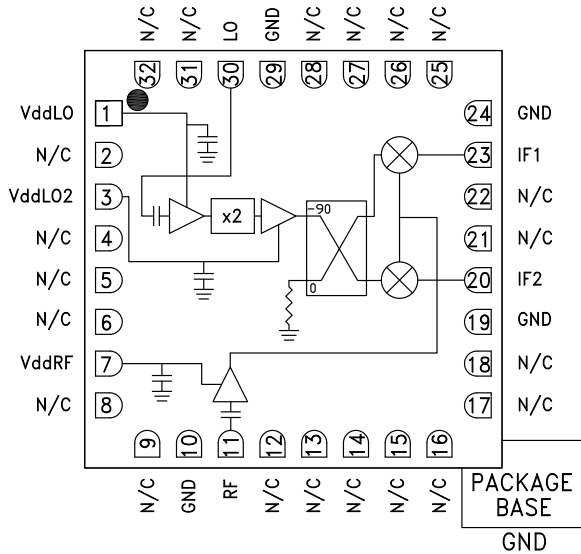 N/C N/C LO GND N/C N/C N/C N/C
32 31 30 29 28 27 26 25
VddLO 1 24 GND
N/C 2 23 IF1
VddLO2 3 22 N/C
N/C 4 21 N/C
N/C 5 20 IF2
N/C 6 19 GND
VddRF 7 18 N/C
N/C 8 17 N/C
x2
-90
0
9 10 11 12 13 14 15 16
N/C GND RF N/C N/C N/C N/C N/C
PACKAGE
BASE
GND